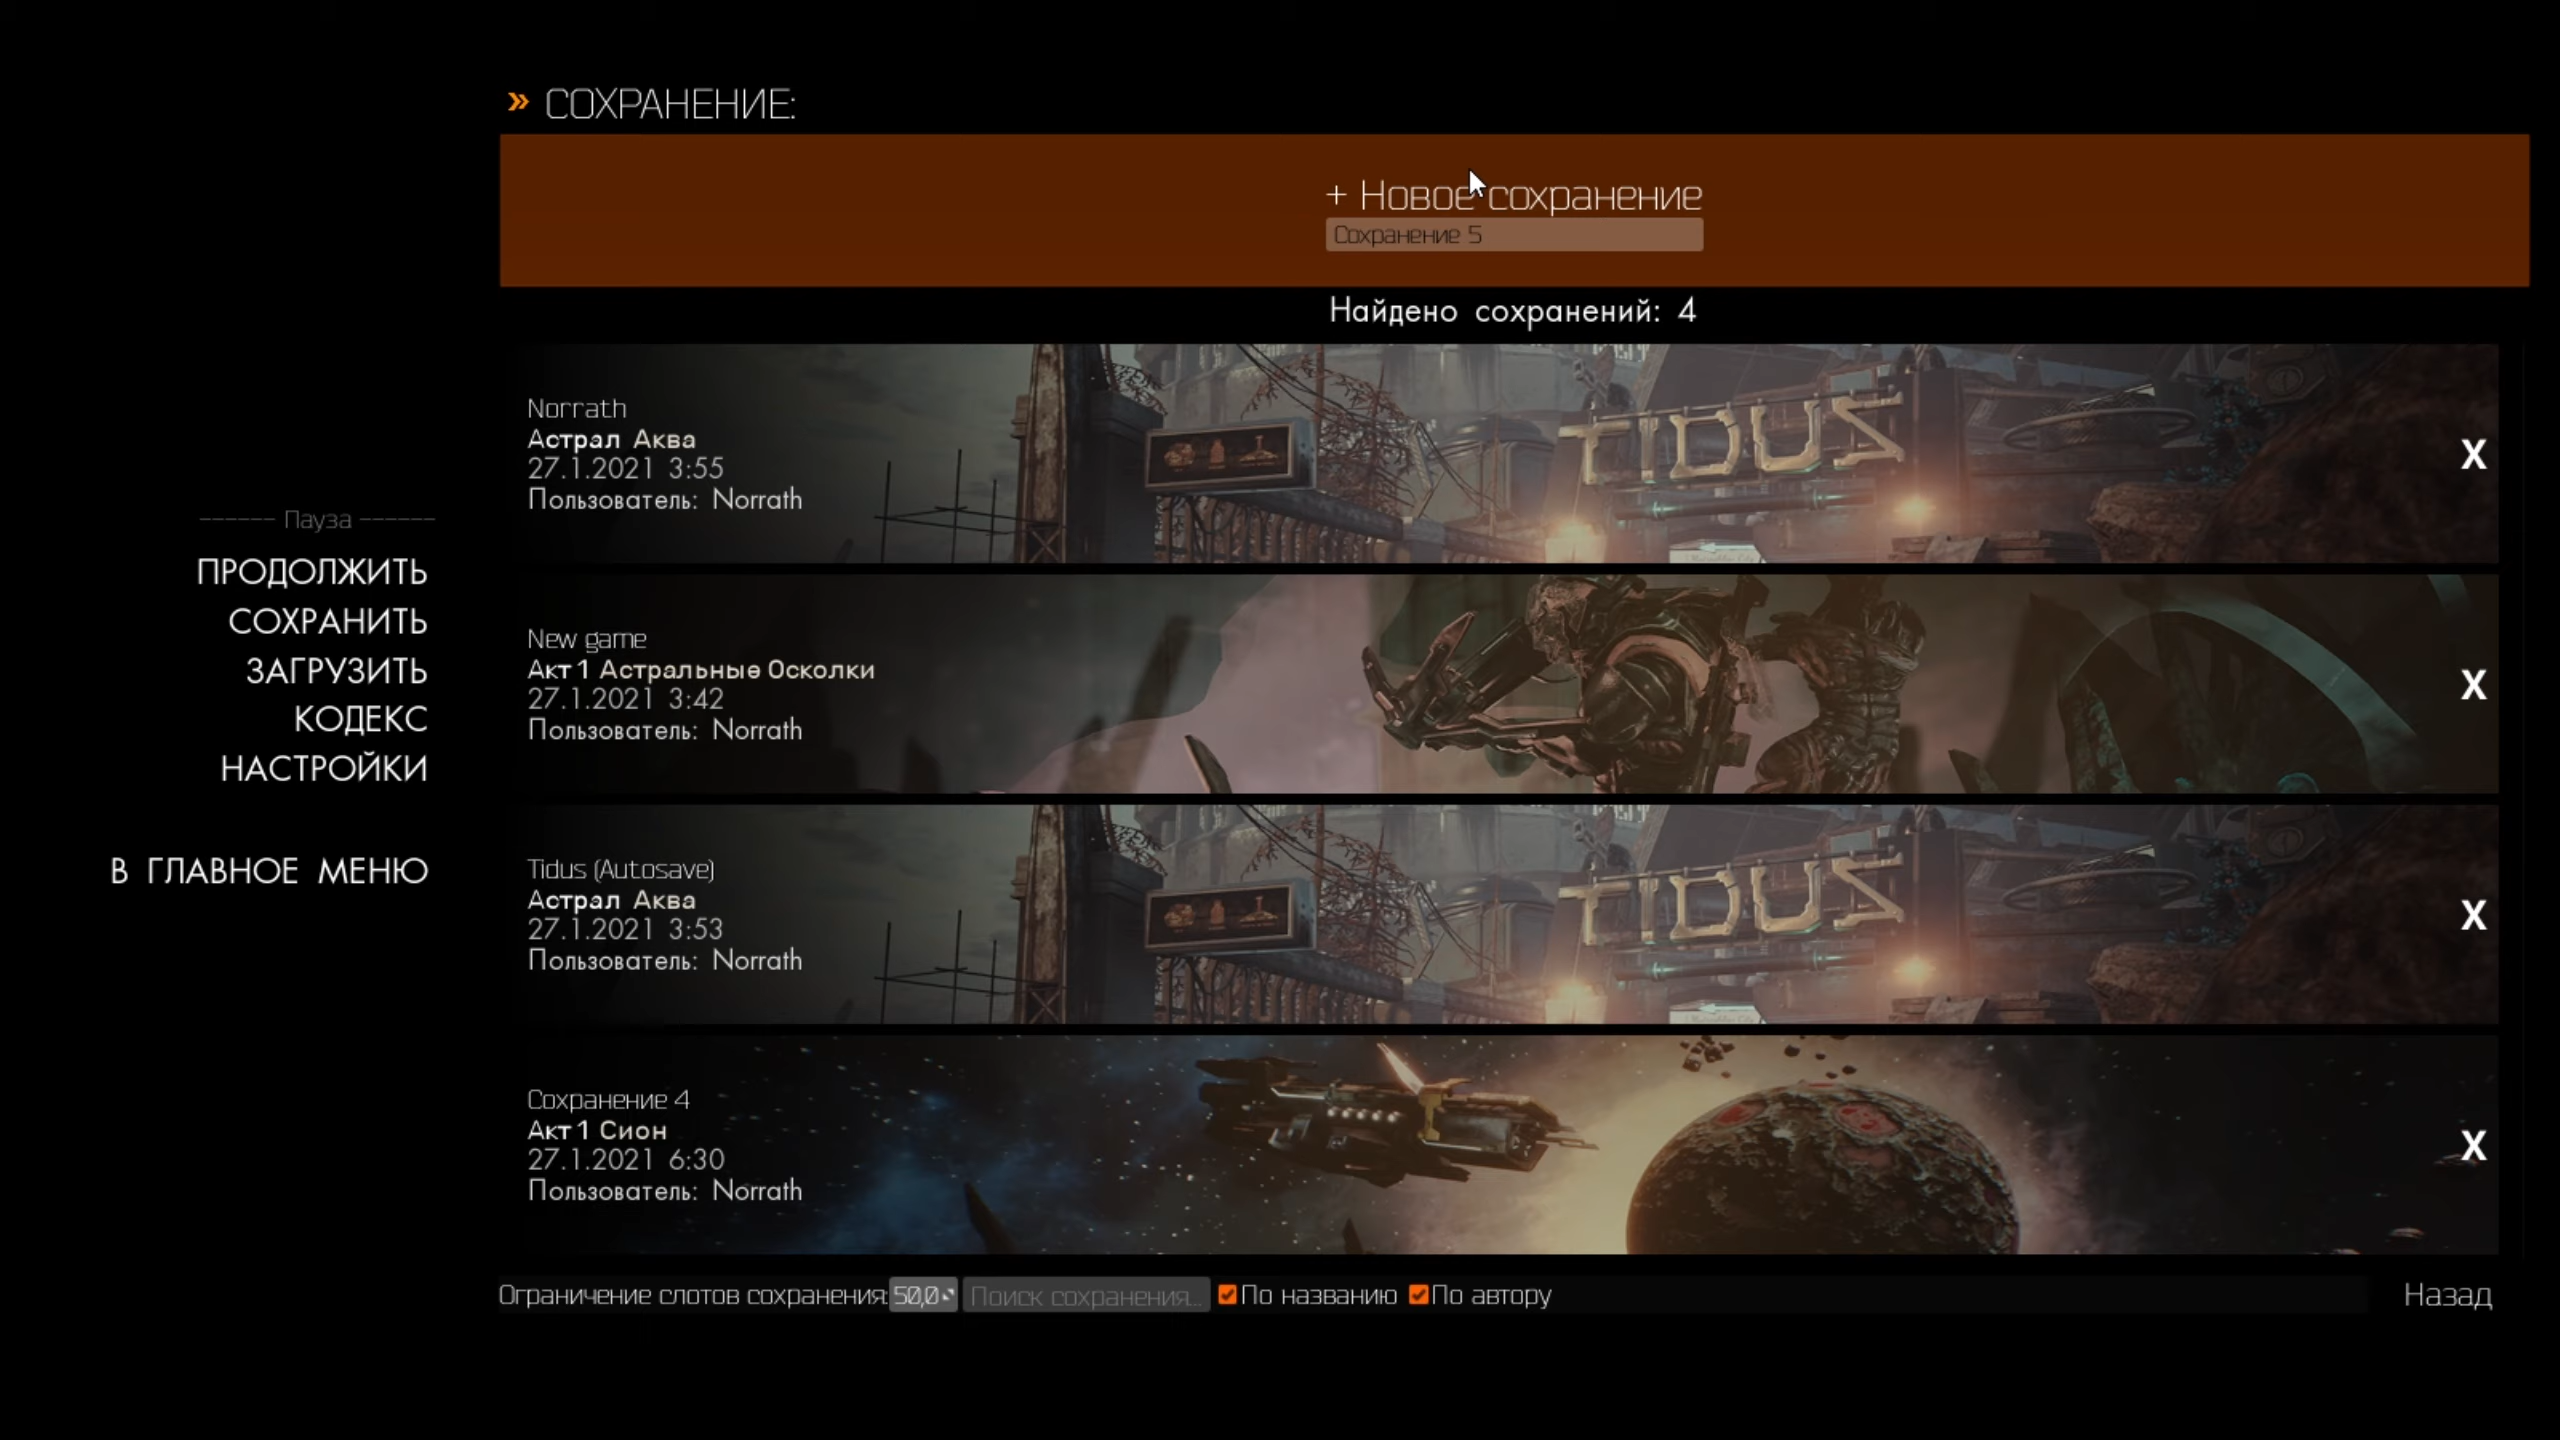 » СОХРАНЕНИЕ:
+ Новое сохранение
Сохранение 5
Найдено сохранений: 4
Norrath
Астрал Аква
27.1.2021 3:55
Пользователь: Norrath
TIDUS
X
New game
Акт 1 Астральные Осколки
27.1.2021 3:42
Пользователь: Norrath
X
Tidus (Autosave)
Астрал Аква
27.1.2021 3:53
Пользователь: Norrath
TIDUS
X
Сохранение 4
Акт 1 Сион
27.1.2021 6:30
Пользователь: Norrath
X
------ Пауза ------
ПРОДОЛЖИТЬ
СОХРАНИТЬ
ЗАГРУЗИТЬ
КОДЕКС
НАСТРОЙКИ
В ГЛАВНОЕ МЕНЮ
Ограничение слотов сохранения: 50,0 Поиск сохранения... По названию По автору Назад